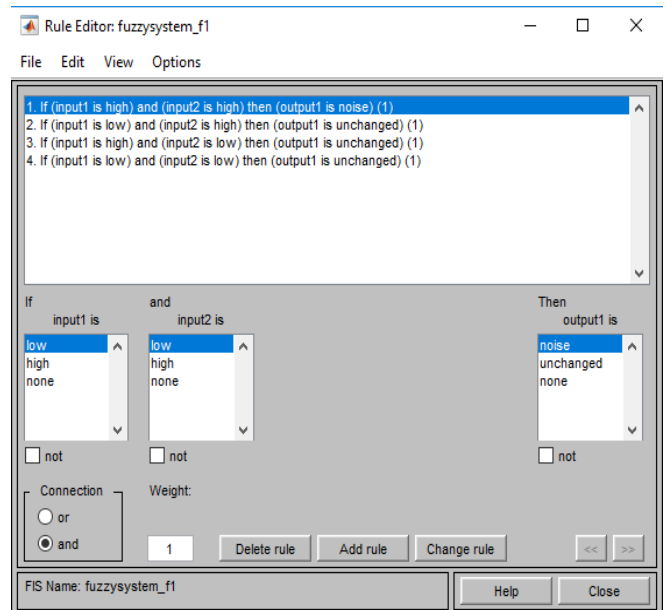 Rule Editor: fuzzysystem_f1
File Edit View Options
1. If (input1 is high) and (input2 is high) then (output1 is noise) (1)
2. If (input1 is low) and (input2 is high) then (output1 is unchanged) (1)
3. If (input1 is high) and (input2 is low) then (output1 is unchanged) (1)
4. If (input1 is low) and (input2 is low) then (output1 is unchanged) (1)
If and Then
input1 is input2 is output1 is
low low noise
high high unchanged
none none none
not not not
Connection Weight:
or
and 1 Delete rule Add rule Change rule << >>
FIS Name: fuzzysystem_f1 Help Close